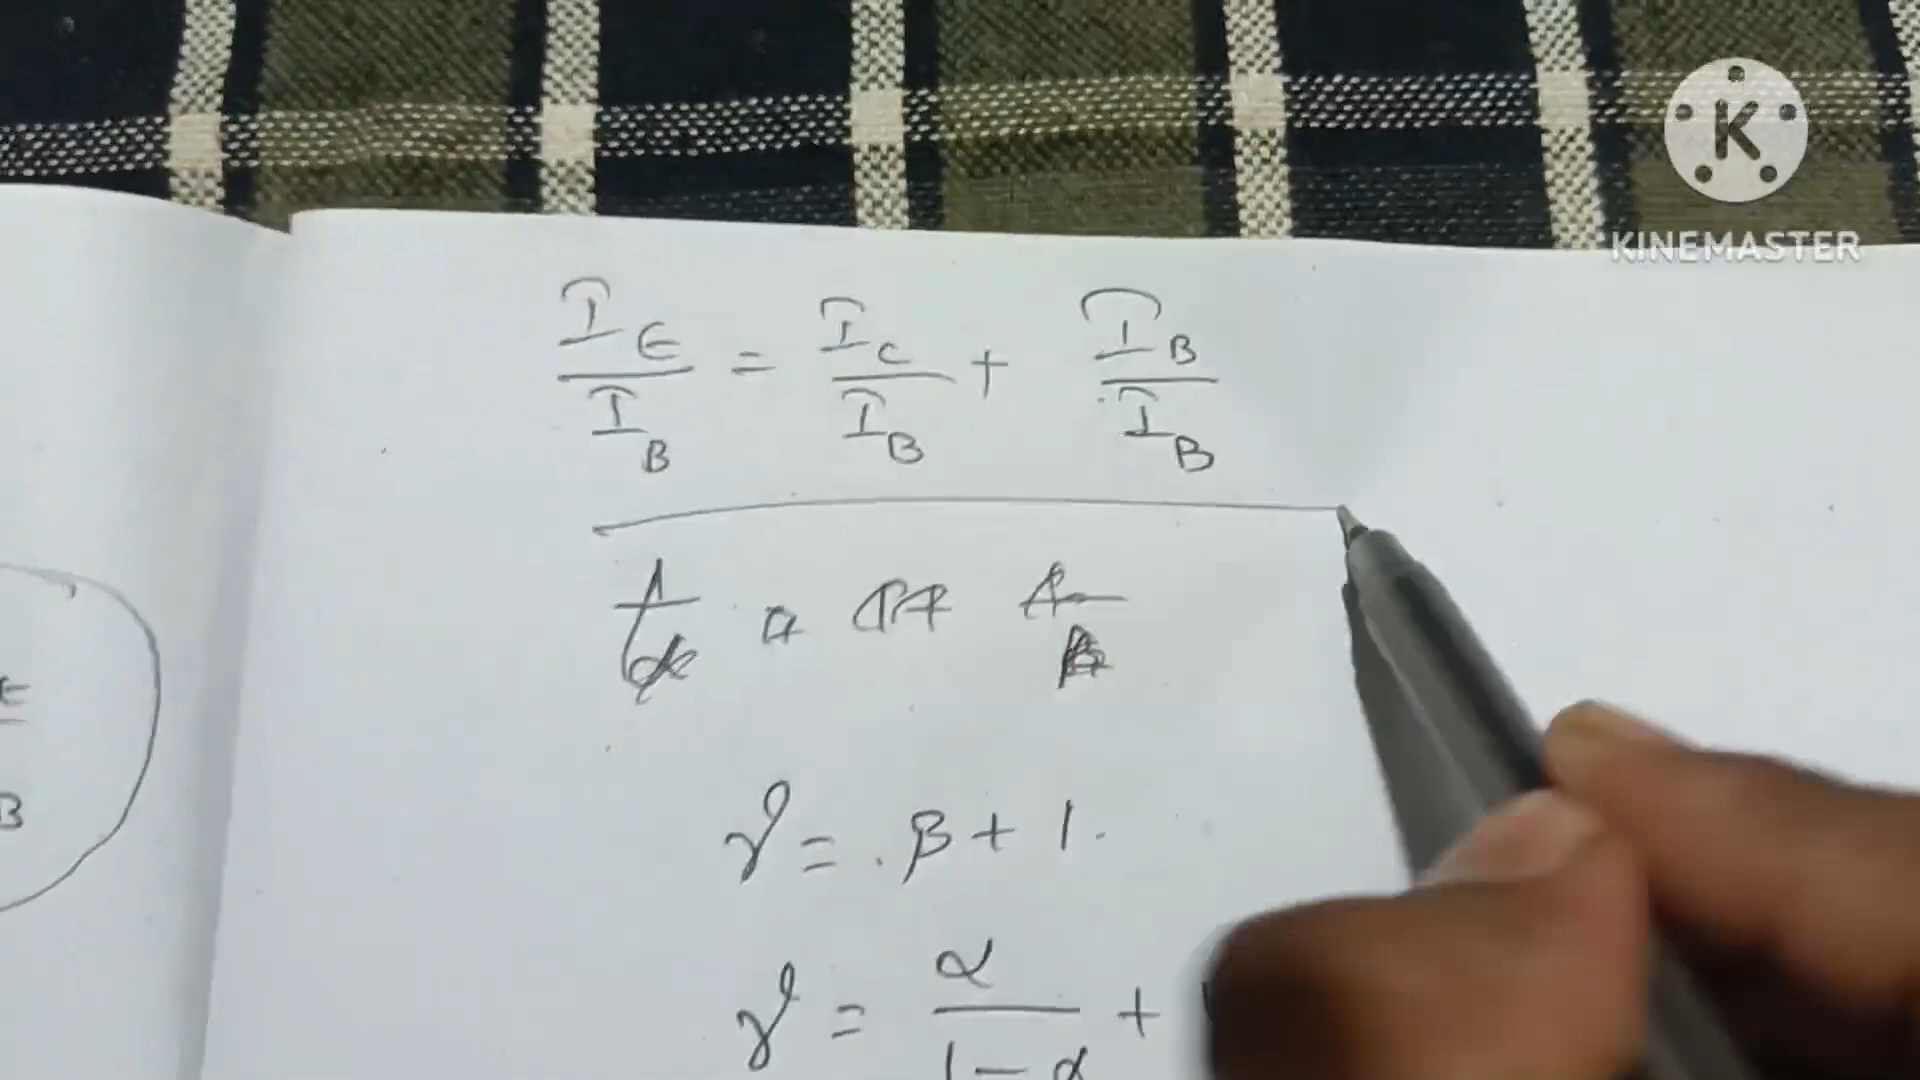 K
KINEMASTER
I_E/I_B = I_C/I_B + I_B/I_B
E
B
γ = β + 1.
γ = α/(1-α) +